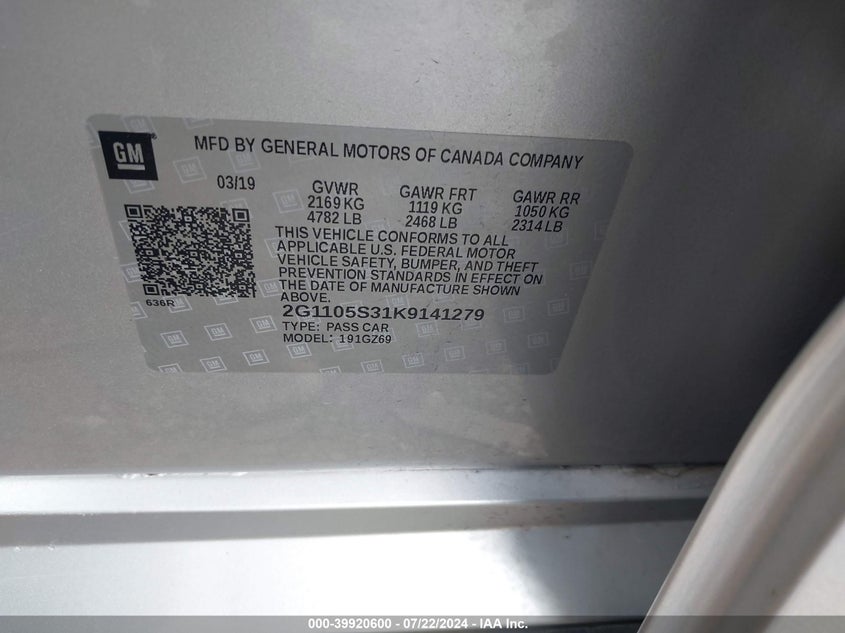 GM
MFD BY GENERAL MOTORS OF CANADA COMPANY
03/19 GVWR GAWR FRT GAWR RR
2169 KG 1119 KG 1050 KG
4782 LB 2468 LB 2314 LB
THIS VEHICLE CONFORMS TO ALL
APPLICABLE U.S. FEDERAL MOTOR
VEHICLE SAFETY, BUMPER, AND THEFT
PREVENTION STANDARDS IN EFFECT ON
THE DATE OF MANUFACTURE SHOWN
ABOVE.
636R
2G1105S31K9141279
TYPE: PASS CAR
MODEL: 191GZ69
000-39920600 - 07/22/2024 - IAA Inc.